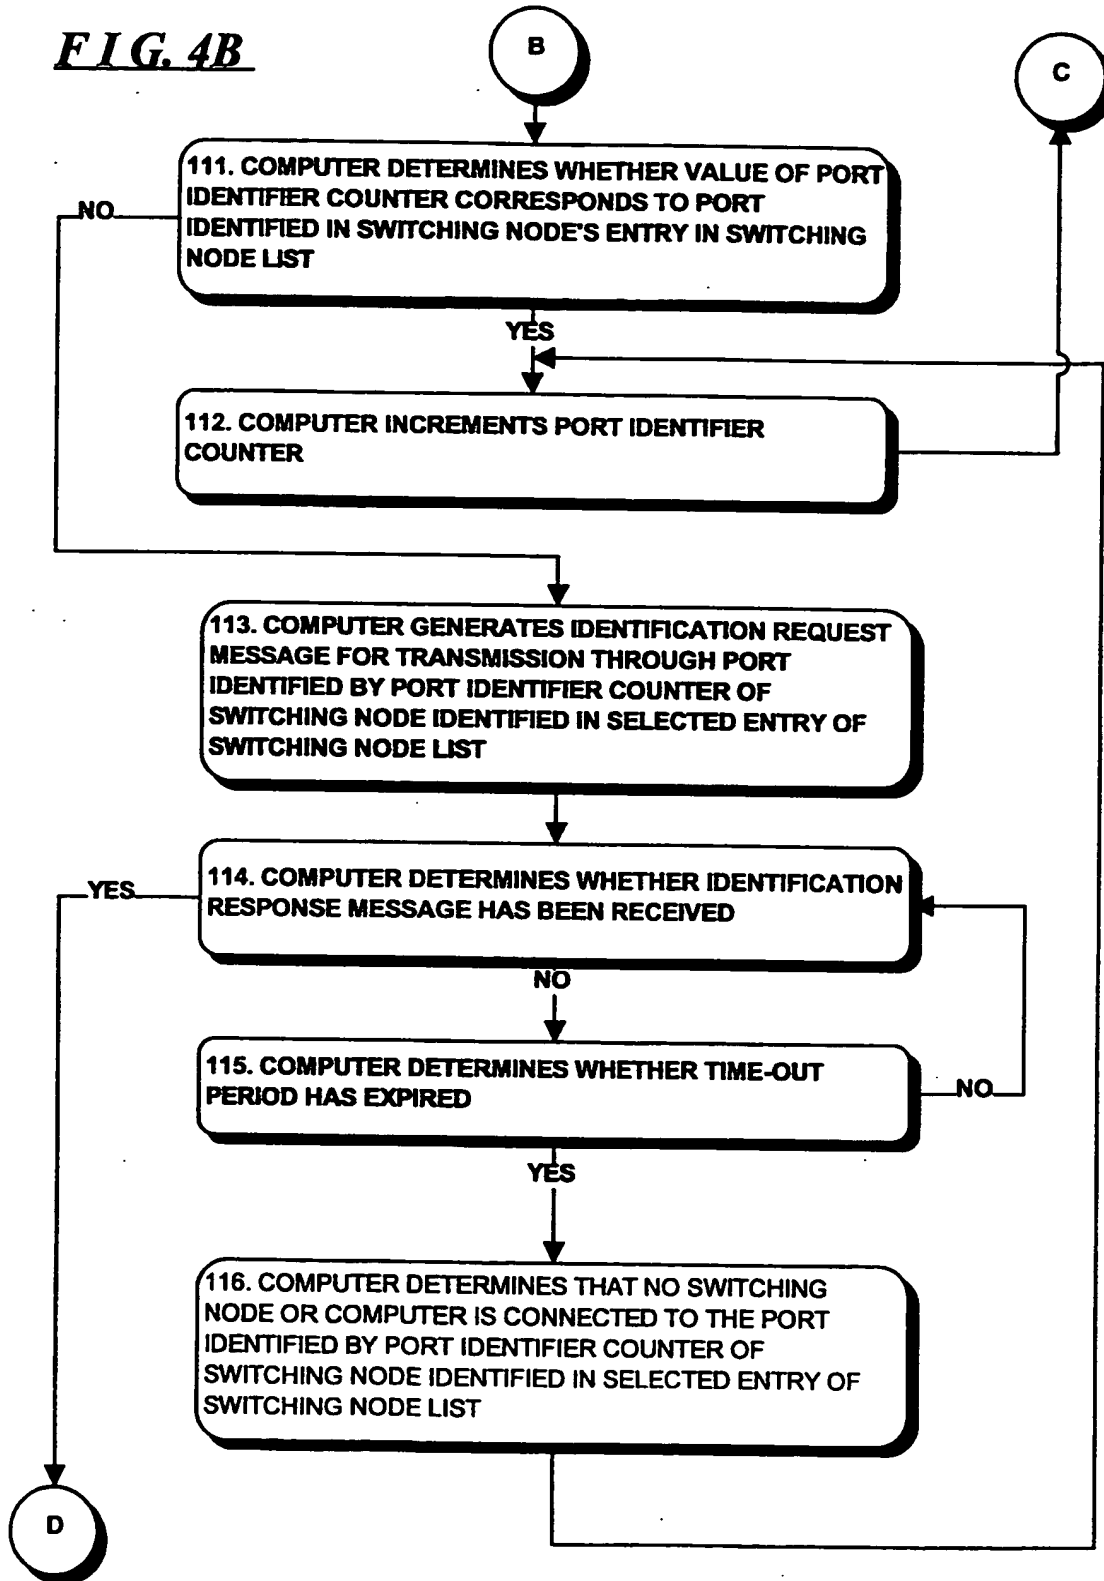 F I G. 4B
B
C
111. COMPUTER DETERMINES WHETHER VALUE OF PORT
IDENTIFIER COUNTER CORRESPONDS TO PORT
IDENTIFIED IN SWITCHING NODE'S ENTRY IN SWITCHING
NODE LIST
NO
YES
112. COMPUTER INCREMENTS PORT IDENTIFIER
COUNTER
113. COMPUTER GENERATES IDENTIFICATION REQUEST
MESSAGE FOR TRANSMISSION THROUGH PORT
IDENTIFIED BY PORT IDENTIFIER COUNTER OF
SWITCHING NODE IDENTIFIED IN SELECTED ENTRY OF
SWITCHING NODE LIST
114. COMPUTER DETERMINES WHETHER IDENTIFICATION
RESPONSE MESSAGE HAS BEEN RECEIVED
YES
NO
115. COMPUTER DETERMINES WHETHER TIME-OUT
PERIOD HAS EXPIRED
NO
YES
116. COMPUTER DETERMINES THAT NO SWITCHING
NODE OR COMPUTER IS CONNECTED TO THE PORT
IDENTIFIED BY PORT IDENTIFIER COUNTER OF
SWITCHING NODE IDENTIFIED IN SELECTED ENTRY OF
SWITCHING NODE LIST
D